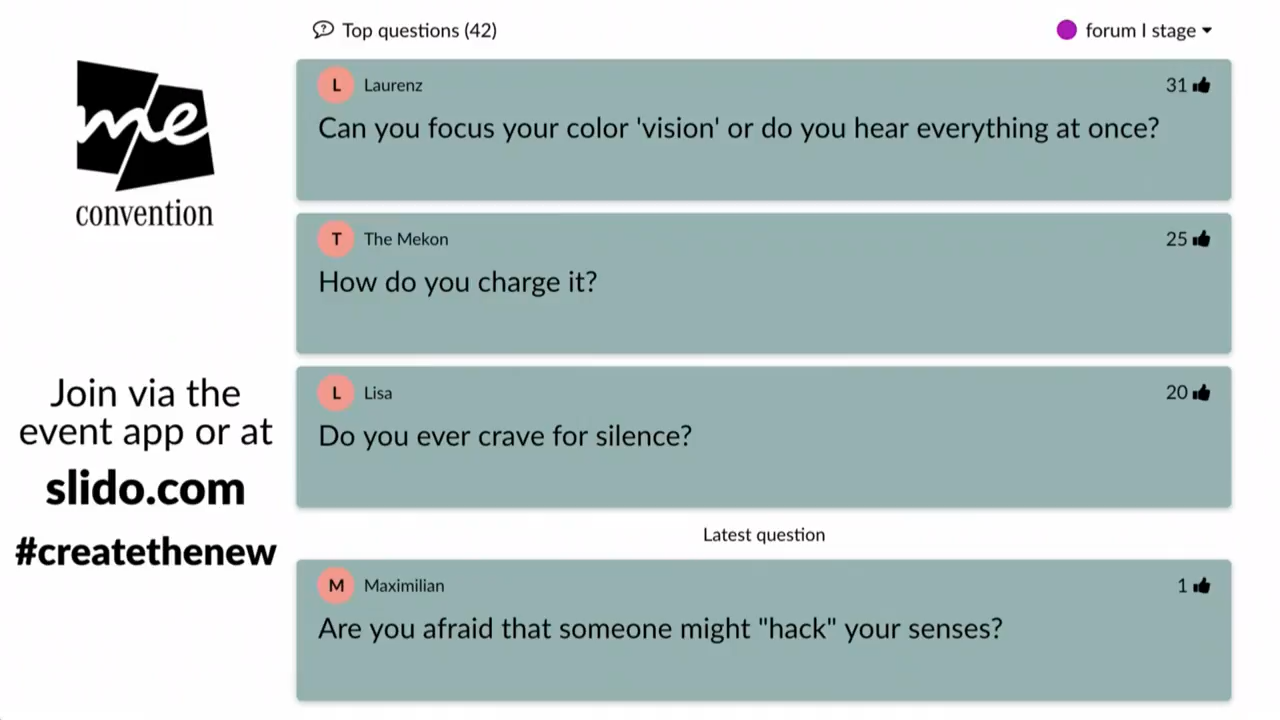 Top questions (42)
forum I stage
me
convention
L
Laurenz
31
Can you focus your color 'vision' or do you hear everything at once?
T
The Mekon
25
How do you charge it?
L
Lisa
20
Do you ever crave for silence?
Join via the
event app or at
slido.com
#createthenew
Latest question
M
Maximilian
1
Are you afraid that someone might "hack" your senses?